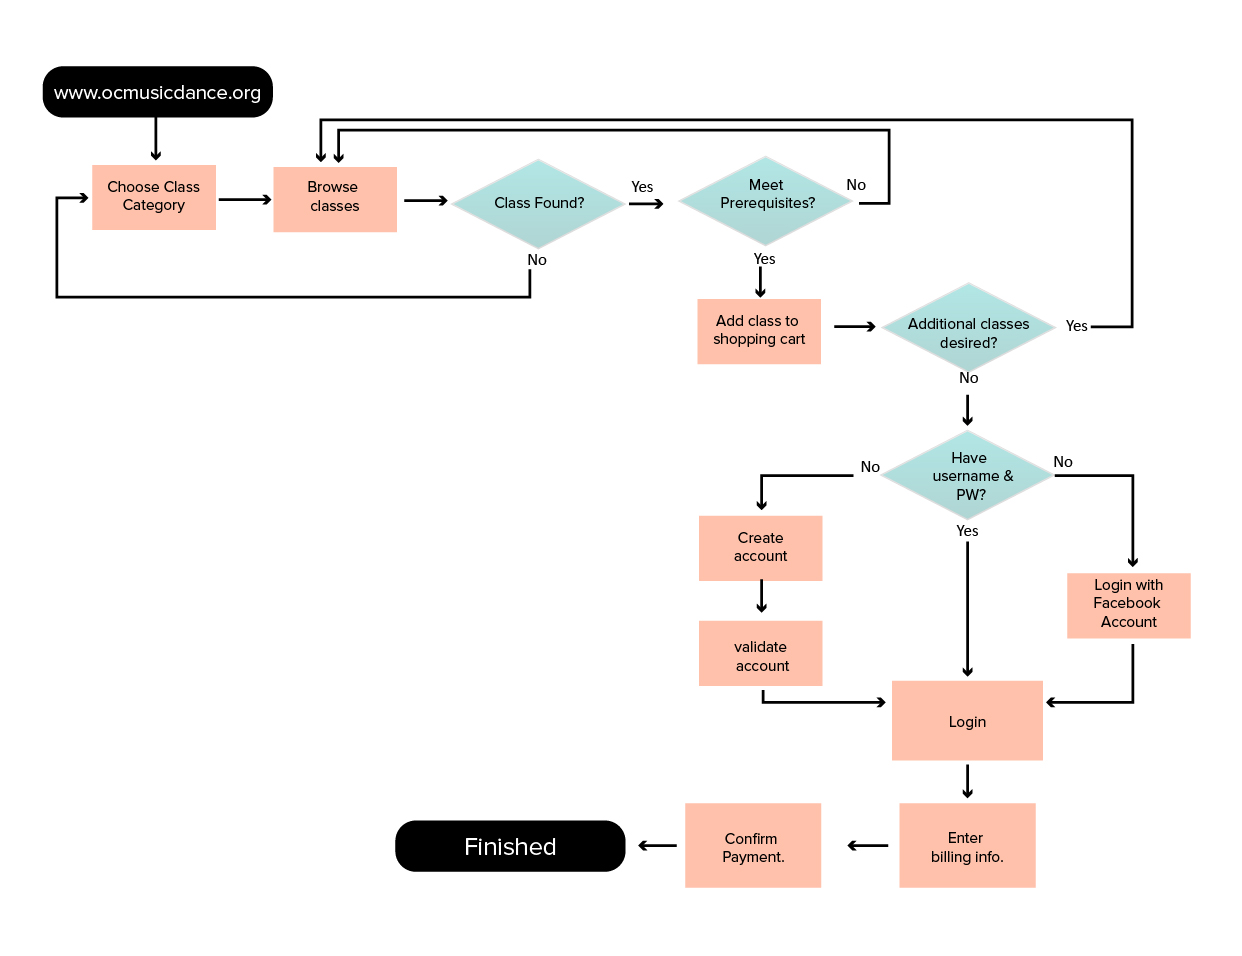 www.ocmusicdance.org
Choose Class
Category
Browse
classes
Class Found?
Yes
No
Meet
Prerequisites?
No
Yes
Add class to
shopping cart
Additional classes
desired?
Yes
No
Have
username &
PW?
No
No
Yes
Create
account
validate
account
Login with
Facebook
Account
Login
Enter
billing info.
Confirm
Payment.
Finished